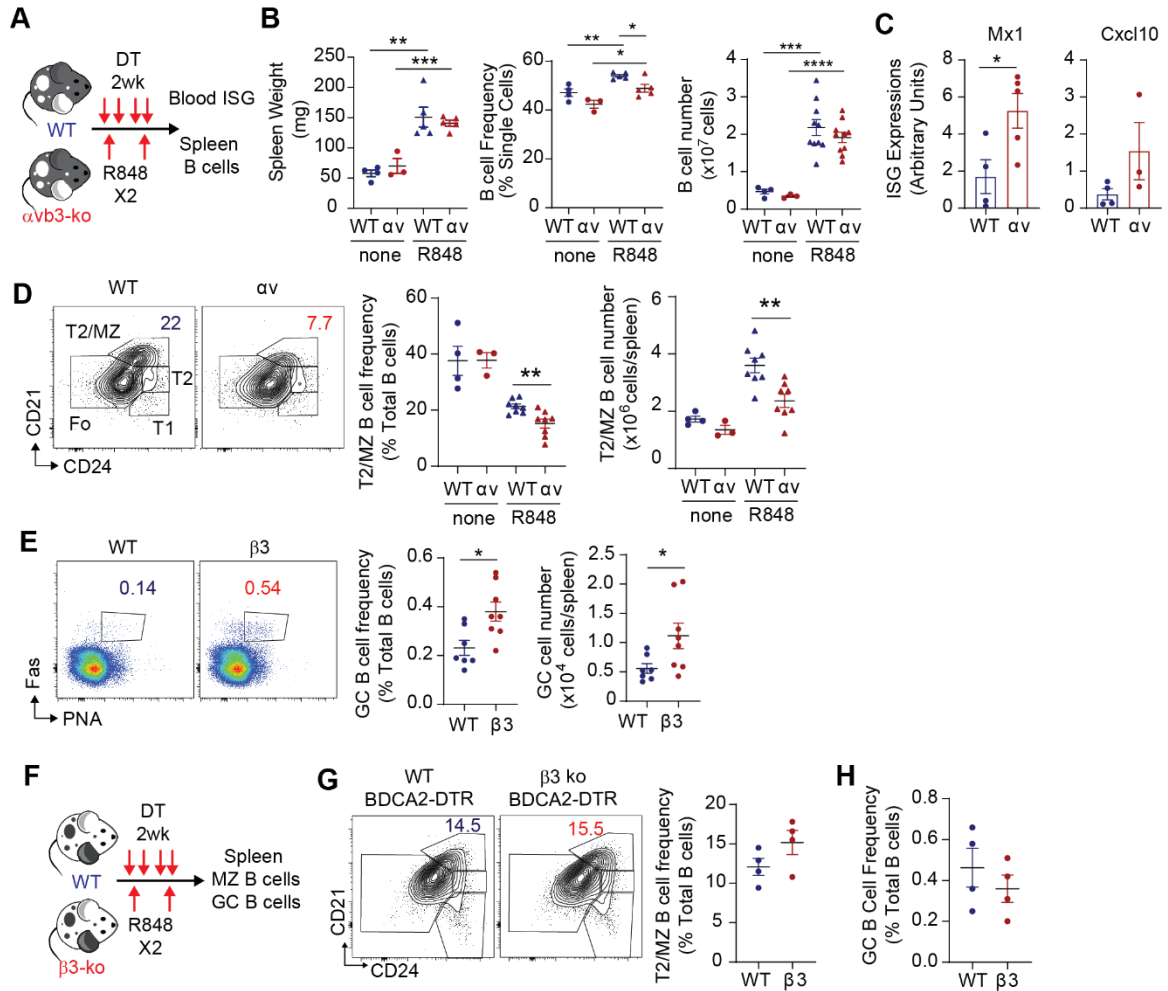 A
DT
2wk
WT
R848
X2
αvb3-ko
Blood ISG
Spleen
B cells
B
Spleen Weight
(mg)
250
200
150
100
50
0
**
***
WT αv WT αv
none R848
B cell Frequency
(% Single Cells)
60
40
20
0
**
*
*
WT αv WT αv
none R848
B cell number
(x10⁷ cells)
4
3
2
1
0
***
****
WT αv WT αv
none R848
C
ISG Expressions
(Arbitrary Units)
Mx1
8
6
4
2
0
*
WT αv
Cxcl10
4
3
2
1
0
WT αv
D
WT
αv
T2/MZ
22
7.7
T2
Fo
T1
CD21
CD24
T2/MZ B cell frequency
(% Total B cells)
60
40
20
0
**
WT αv WT αv
none R848
T2/MZ B cell number
(x10⁶ cells/spleen)
6
4
2
0
**
WT αv WT αv
none R848
E
WT
β3
0.14
0.54
Fas
PNA
GC B cell frequency
(% Total B cells)
0.6
0.4
0.2
0.0
*
WT β3
GC cell number
(x10⁴ cells/spleen)
2.5
2.0
1.5
1.0
0.5
0
*
WT β3
F
DT
2wk
WT
R848
X2
β3-ko
Spleen
MZ B cells
GC B cells
G
WT
BDCA2-DTR
β3 ko
BDCA2-DTR
14.5
15.5
CD21
CD24
T2/MZ B cell frequency
(% Total B cells)
20
15
10
5
0
WT β3
H
GC B Cell Frequency
(% Total B cells)
0.8
0.6
0.4
0.2
0.0
WT β3